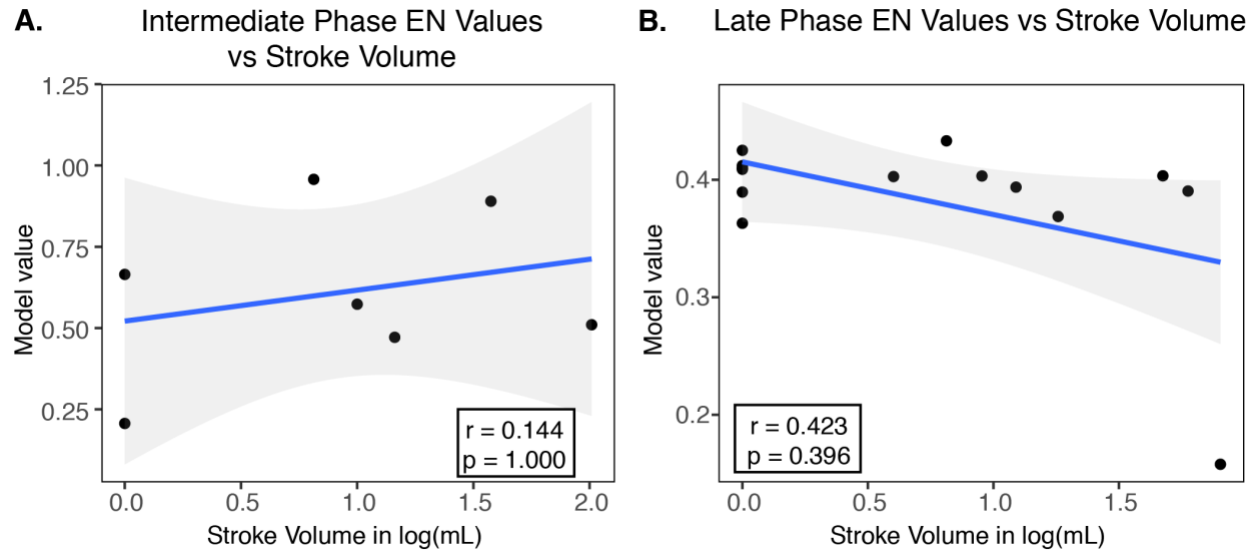 A.
Intermediate Phase EN Values
vs Stroke Volume
Model value
1.25
1.00
0.75
0.50
0.25
r = 0.144
p = 1.000
0.0
0.5
1.0
1.5
2.0
Stroke Volume in log(mL)
B.
Late Phase EN Values vs Stroke Volume
Model value
0.4
0.3
0.2
r = 0.423
p = 0.396
0.0
0.5
1.0
1.5
Stroke Volume in log(mL)